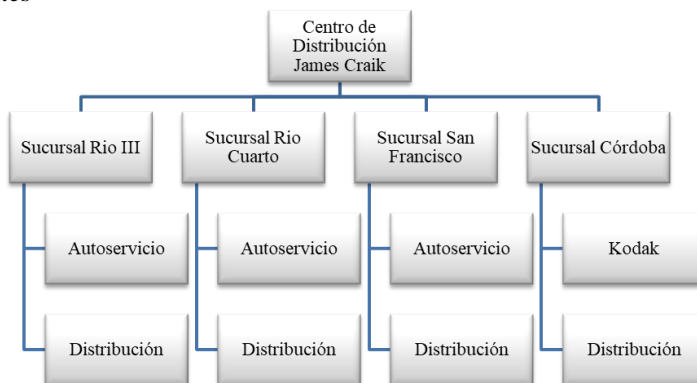 Centro de
Distribución
James Craik
Sucursal Rio III
Sucursal Rio
Cuarto
Sucursal San
Francisco
Sucursal Córdoba
Autoservicio
Autoservicio
Autoservicio
Kodak
Distribución
Distribución
Distribución
Distribución